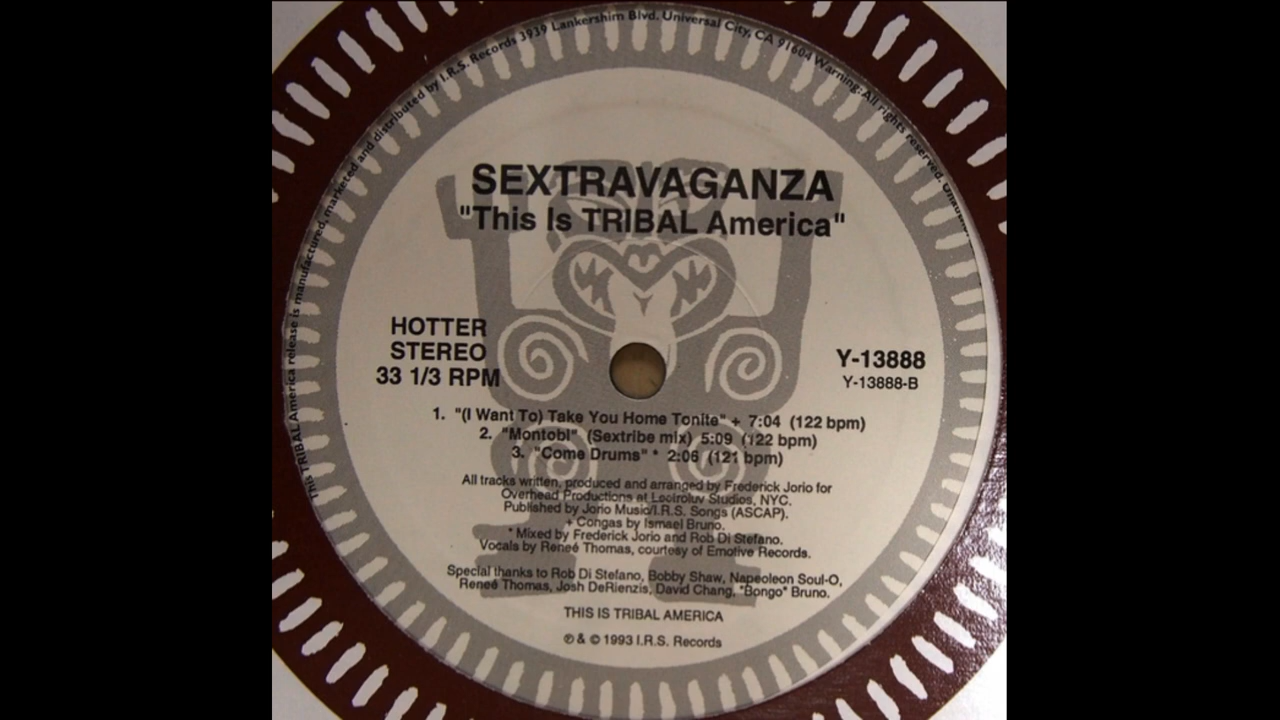 This TRIBAL America release is manufactured, marketed and distributed by I.R.S. Records 3939 Lankershim Blvd. Universal City, CA 91604 Warning: All rights reserved.
SEXTRAVAGANZA
"This Is TRIBAL America"
HOTTER
STEREO
33 1/3 RPM
Y-13888
Y-13888-B
1. "(I Want To) Take You Home Tonite" + 7:04 (122 bpm)
2. "Montobi" (Sextribe mix) 5:09 (122 bpm)
3. "Come Drums" * 2:06 (121 bpm)
All tracks written, produced and arranged by Frederick Jorio for
Overhead Productions at Studios, NYC.
Published by Jorio Music/I.R.S. Songs (ASCAP).
+ Congas by Ismael Bruno.
* Mixed by Frederick Jorio and Rob Di Stefano.
Vocals by Reneé Thomas, courtesy of Emotive Records.
Special thanks to Rob Di Stefano, Bobby Shaw, Napeoleon Soul-O,
Reneé Thomas, Josh DeRienzis, David Chang, "Bongo" Bruno.
THIS IS TRIBAL AMERICA
℗ & © 1993 I.R.S. Records